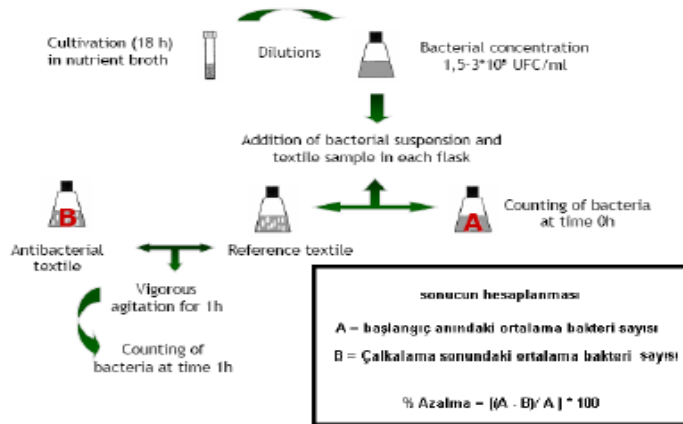 Cultivation (18 h)
in nutrient broth
Dilutions
Bacterial concentration
1,5-3*10⁵ UFC/ml
Addition of bacterial suspension and
textile sample in each flask
B
Antibacterial
textile
Reference textile
A
Counting of bacteria
at time 0h
Vigorous
agitation for 1h
Counting of
bacteria at time 1h
sonucun hesaplanması
A = başlangıç anındaki ortalama bakteri sayısı
B = Çalkalama sonundaki ortalama bakteri sayısı
% Azalma = [(A - B)/ A ] * 100